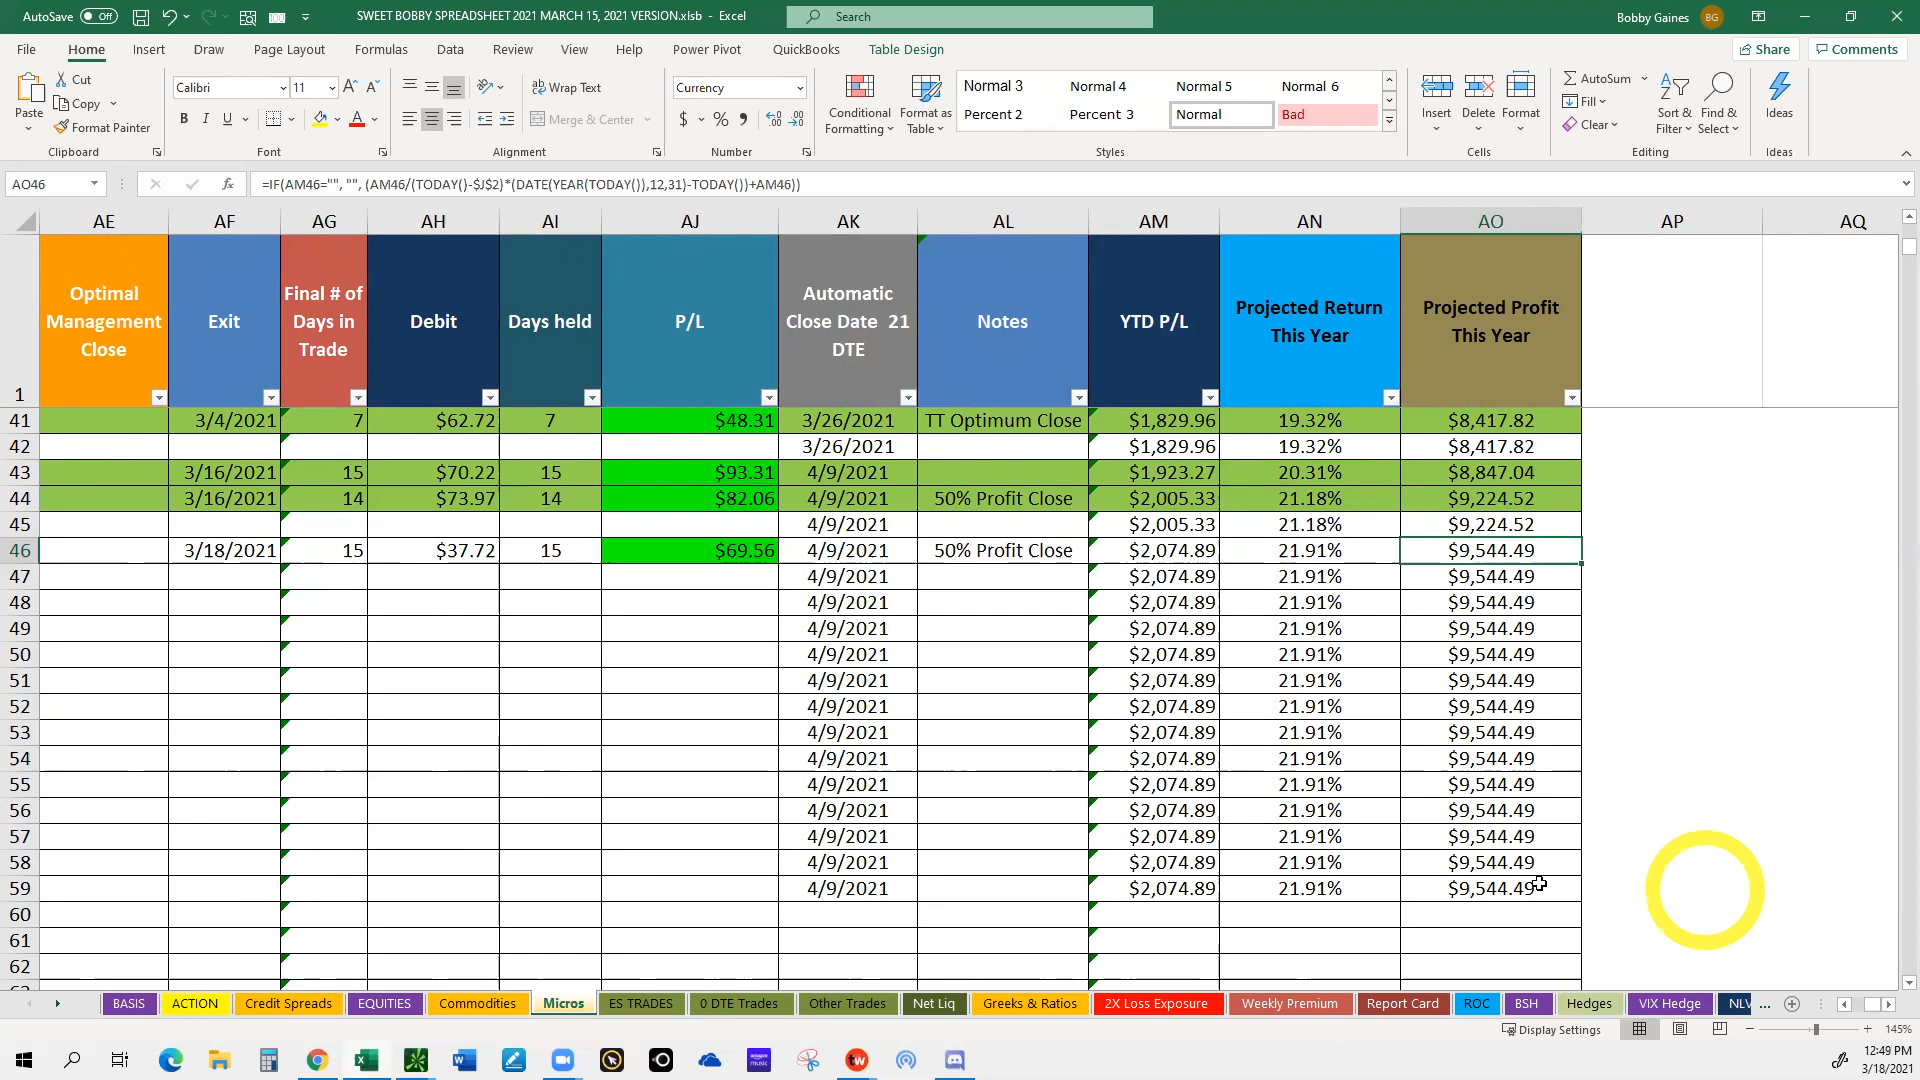 AutoSave Off SWEET BOBBY SPREADSHEET 2021 MARCH 15, 2021 VERSION.xlsb - Excel Search Bobby Gaines BG
File Home Insert Draw Page Layout Formulas Data Review View Help Power Pivot QuickBooks Table Design Share Comments
Paste Cut Copy Format Painter Clipboard
Calibri 11 B I U A Font
Wrap Text Merge & Center Alignment
Currency $ % Number
Conditional Formatting Format as Table
Normal 3 Normal 4 Normal 5 Normal 6
Percent 2 Percent 3 Normal Bad
Styles
Insert Delete Format Cells
AutoSum Fill Clear Sort & Filter Find & Select Editing
Ideas Ideas
AO46 fx =IF(AM46="", "", (AM46/(TODAY()-$J$2)*(DATE(YEAR(TODAY()),12,31)-TODAY())+AM46))
AE AF AG AH AI AJ AK AL AM AN AO AP AQ
1 Optimal Management Close Exit Final # of Days in Trade Debit Days held P/L Automatic Close Date 21 DTE Notes YTD P/L Projected Return This Year Projected Profit This Year
41 3/4/2021 7 $62.72 7 $48.31 3/26/2021 TT Optimum Close $1,829.96 19.32% $8,417.82
42 3/26/2021 $1,829.96 19.32% $8,417.82
43 3/16/2021 15 $70.22 15 $93.31 4/9/2021 $1,923.27 20.31% $8,847.04
44 3/16/2021 14 $73.97 14 $82.06 4/9/2021 50% Profit Close $2,005.33 21.18% $9,224.52
45 4/9/2021 $2,005.33 21.18% $9,224.52
46 3/18/2021 15 $37.72 15 $69.56 4/9/2021 50% Profit Close $2,074.89 21.91% $9,544.49
47 4/9/2021 $2,074.89 21.91% $9,544.49
48 4/9/2021 $2,074.89 21.91% $9,544.49
49 4/9/2021 $2,074.89 21.91% $9,544.49
50 4/9/2021 $2,074.89 21.91% $9,544.49
51 4/9/2021 $2,074.89 21.91% $9,544.49
52 4/9/2021 $2,074.89 21.91% $9,544.49
53 4/9/2021 $2,074.89 21.91% $9,544.49
54 4/9/2021 $2,074.89 21.91% $9,544.49
55 4/9/2021 $2,074.89 21.91% $9,544.49
56 4/9/2021 $2,074.89 21.91% $9,544.49
57 4/9/2021 $2,074.89 21.91% $9,544.49
58 4/9/2021 $2,074.89 21.91% $9,544.49
59 4/9/2021 $2,074.89 21.91% $9,544.49
60
61
62
BASIS ACTION Credit Spreads EQUITIES Commodities Micros ES TRADES 0 DTE Trades Other Trades Net Liq Greeks & Ratios 2X Loss Exposure Weekly Premium Report Card ROC BSH Hedges VIX Hedge NLV ...
Display Settings 145%
tw 12:49 PM
3/18/2021